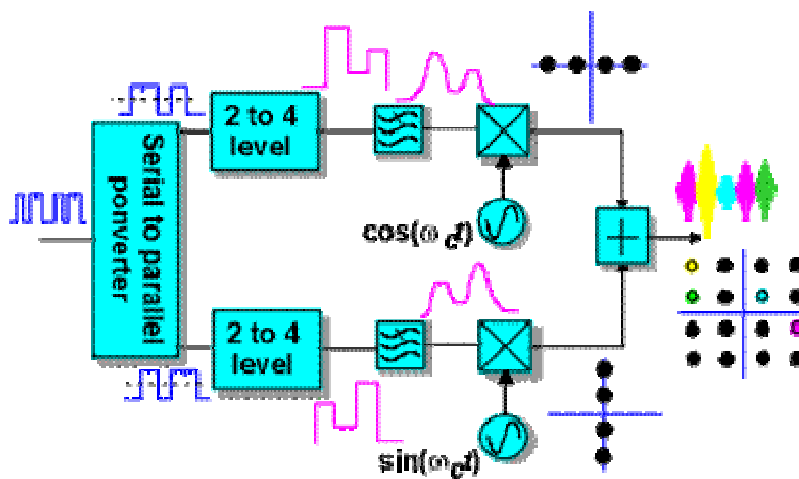 Serial to parallel
ponverter
2 to 4
level
cos(ω_c t)
2 to 4
level
sin(ω_c t)